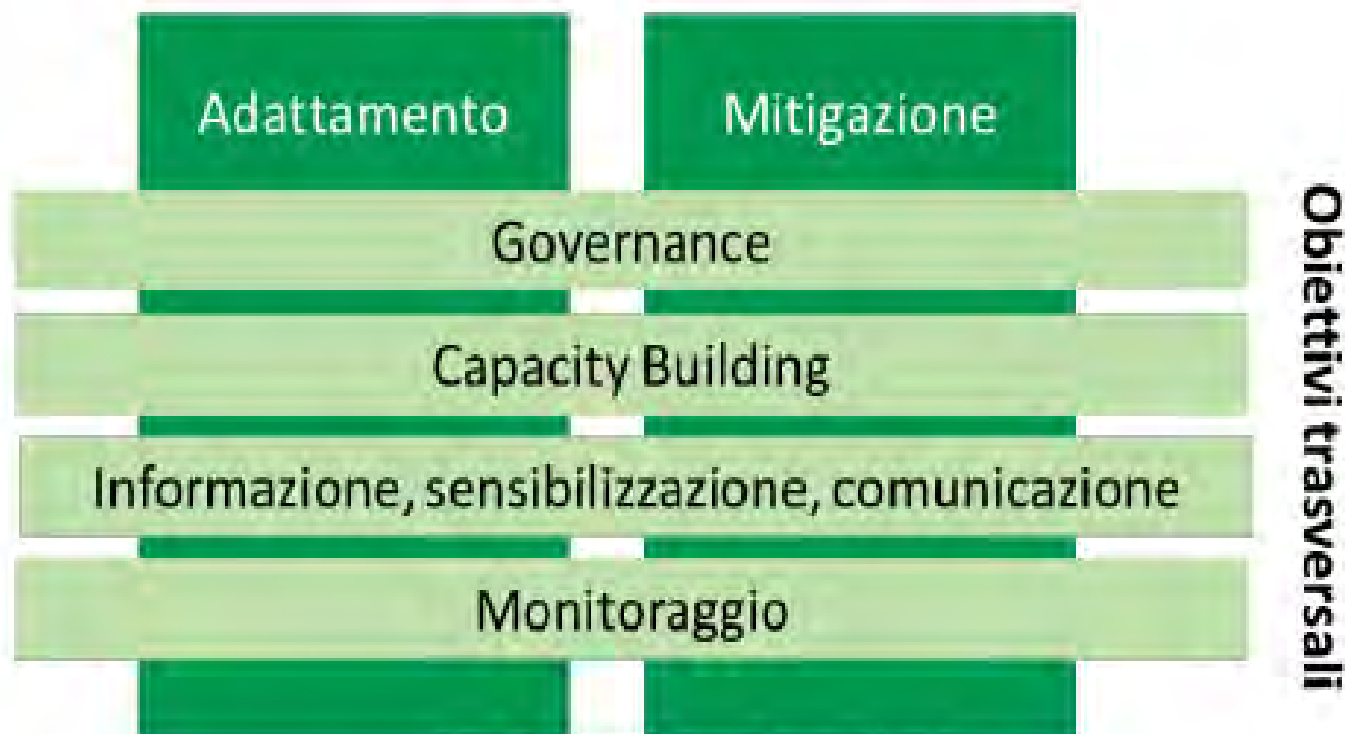 Adattamento
Mitigazione
Governance
Capacity Building
Informazione, sensibilizzazione, comunicazione
Monitoraggio
Obiettivi trasversali